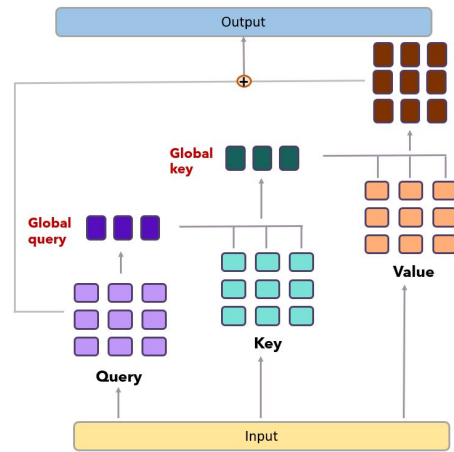 Output
+
Global
key
Global
query
Value
Key
Query
Input